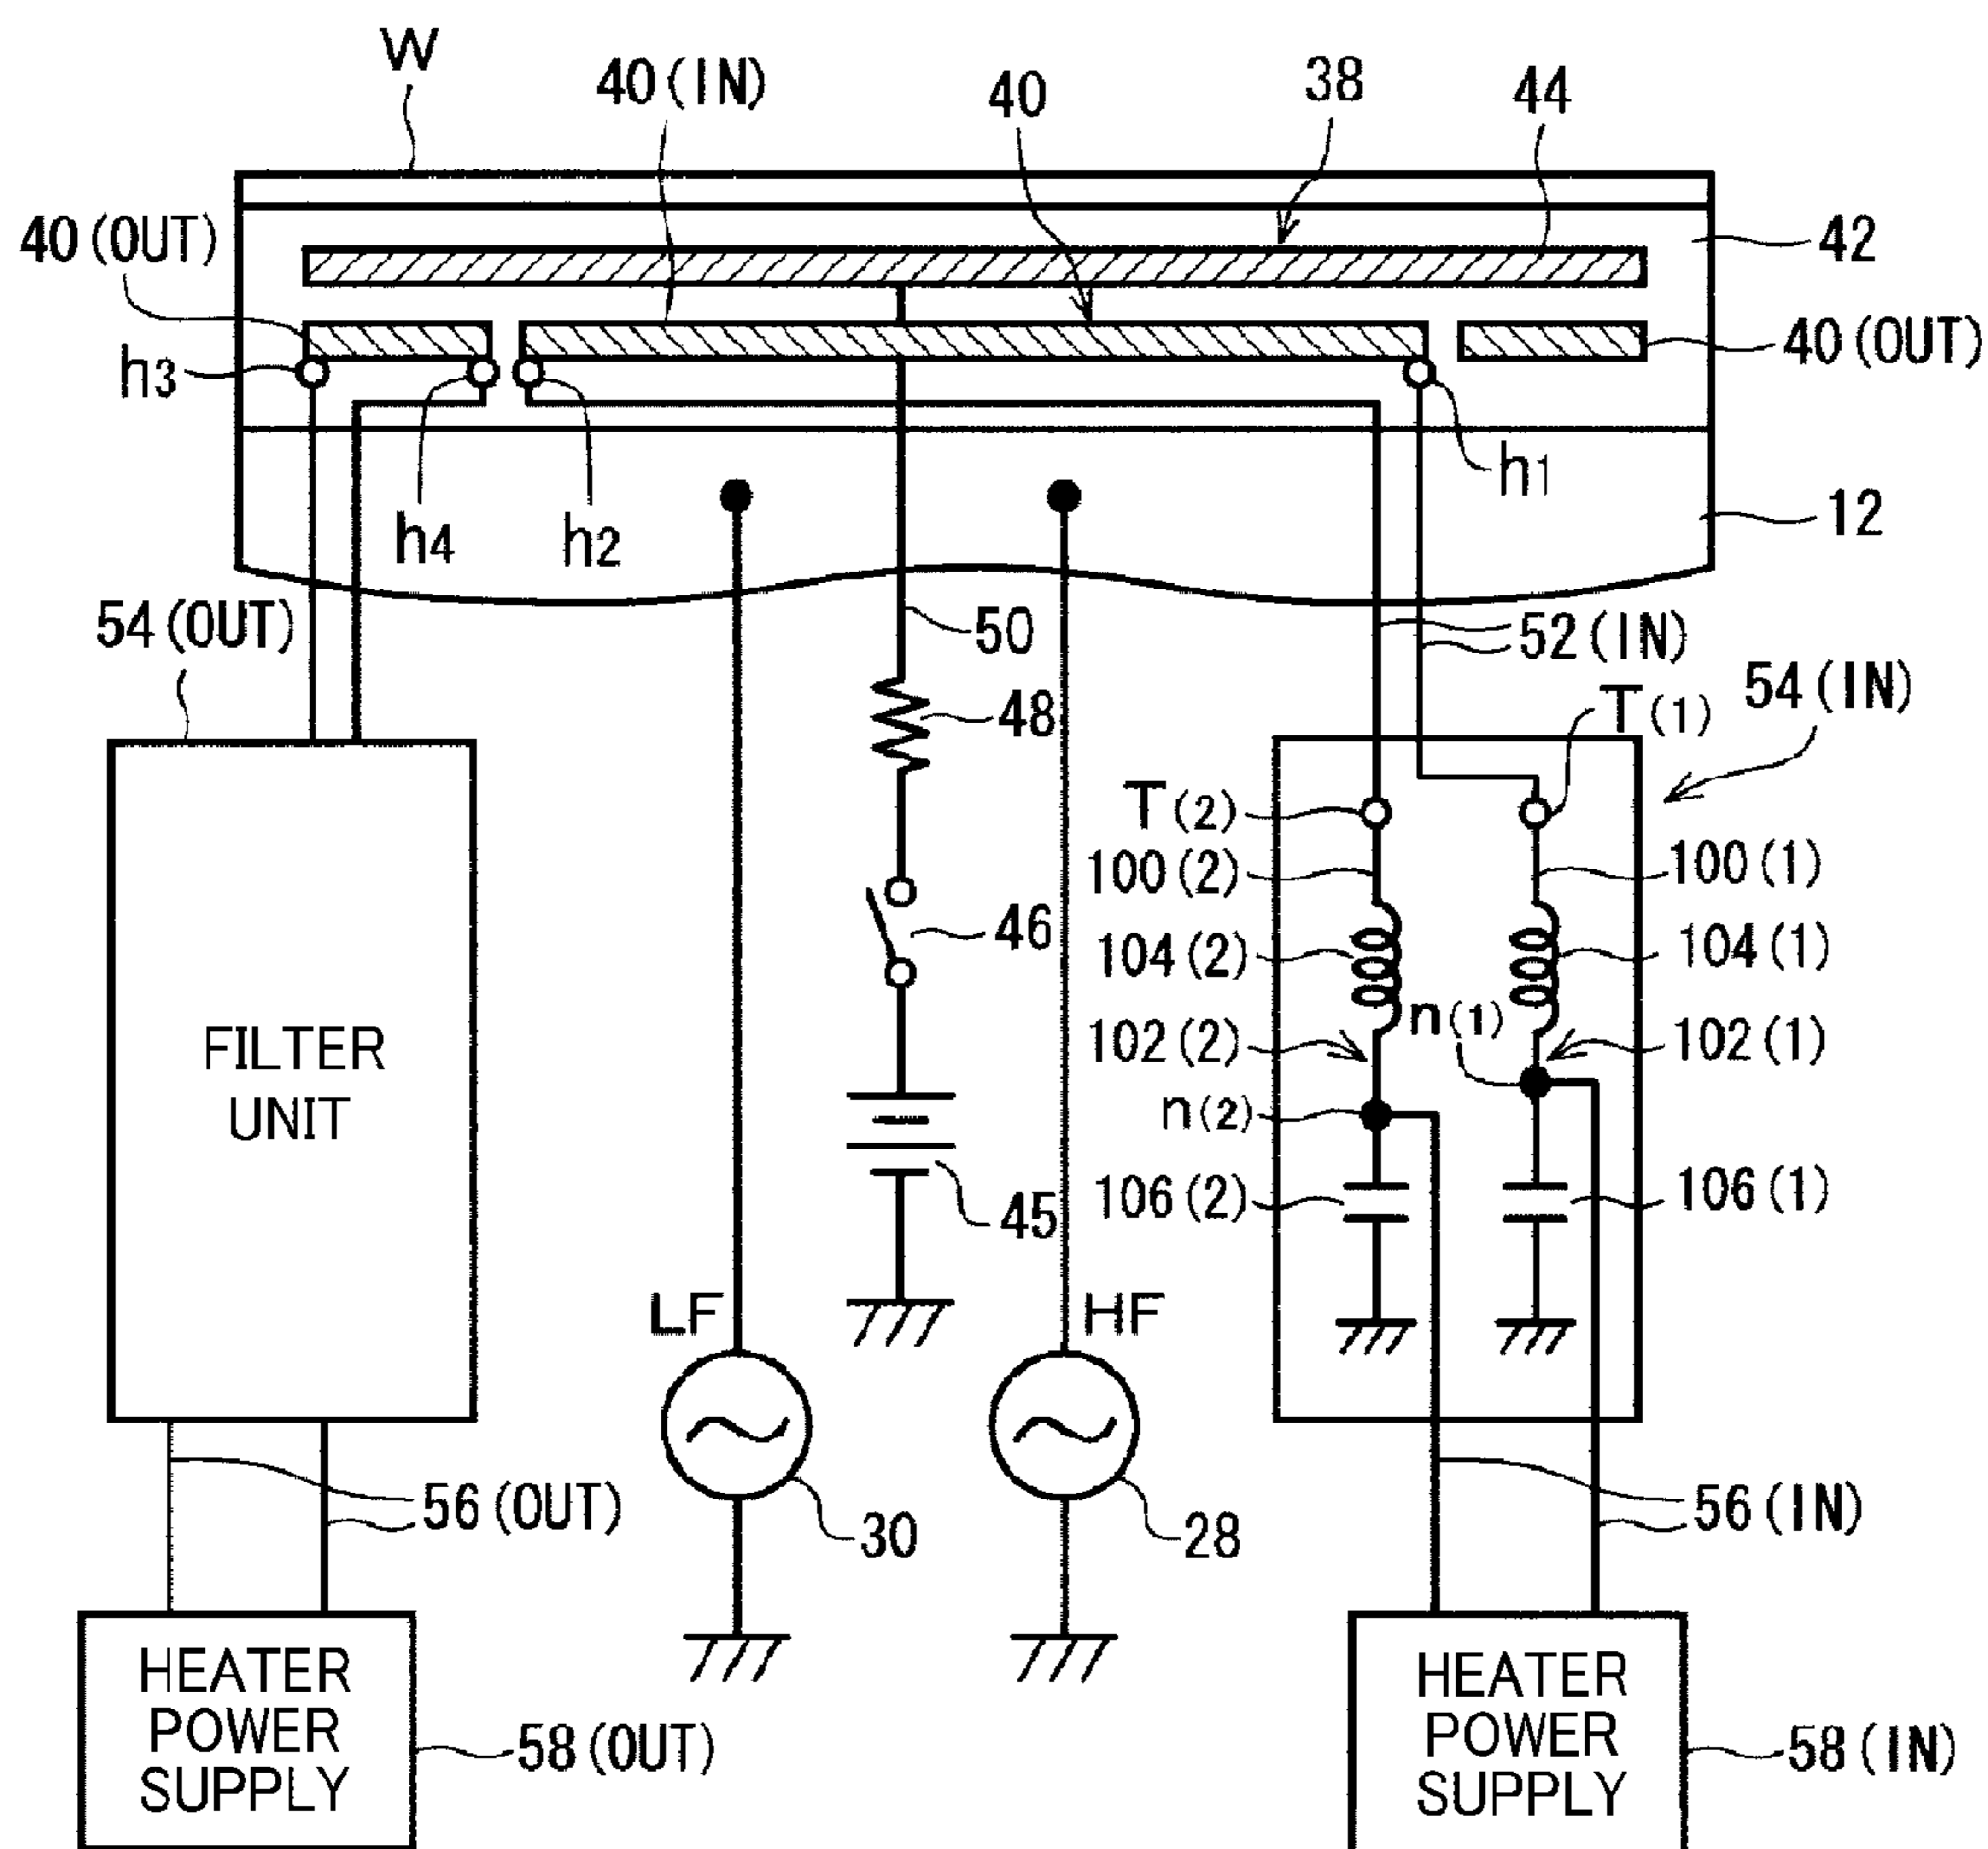 W
40(IN)
40
38
44
40(OUT)
42
h3
40(OUT)
h4
h2
h1
12
54(OUT)
50
52(IN)
54(IN)
48
T(1)
T(2)
100(2)
100(1)
46
104(2)
104(1)
n(1)
102(2)
102(1)
FILTER
UNIT
n(2)
106(2)
106(1)
45
LF
HF
56(OUT)
30
28
56(IN)
HEATER
POWER
SUPPLY
58(OUT)
HEATER
POWER
SUPPLY
58(IN)